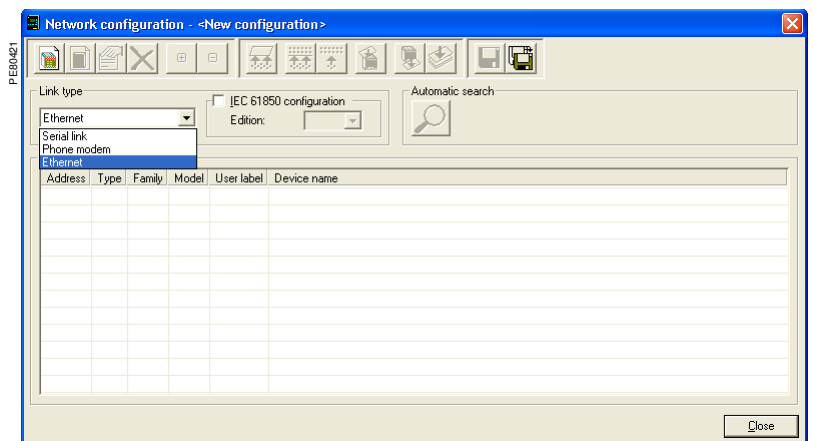 Network configuration - <New configuration>
PE80421
Link type
IEC 61850 configuration
Automatic search
Ethernet
Edition:
Serial link
Phone modem
Ethernet
Address Type Family Model User label Device name
Close